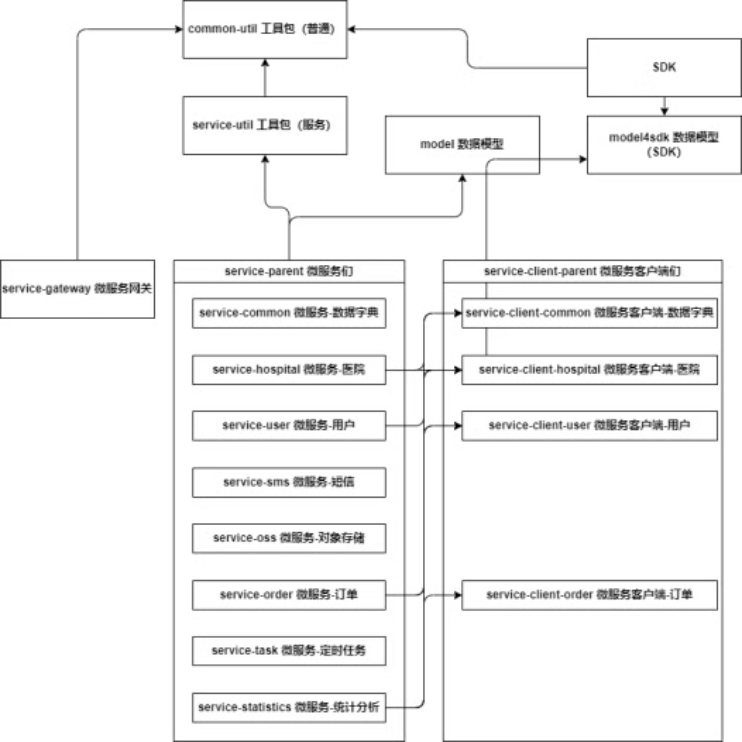 common-util 工具包（普通）
SDK
service-util 工具包（服务）
model 数据模型
model4sdk 数据模型
（SDK）
service-gateway 微服务网关
service-parent 微服务们
service-client-parent 微服务客户端们
service-common 微服务-数据字典
service-client-common 微服务客户端-数据字典
service-hospital 微服务-医院
service-client-hospital 微服务客户端-医院
service-user 微服务-用户
service-client-user 微服务客户端-用户
service-sms 微服务-短信
service-oss 微服务-对象存储
service-order 微服务-订单
service-client-order 微服务客户端-订单
service-task 微服务-定时任务
service-statistics 微服务-统计分析